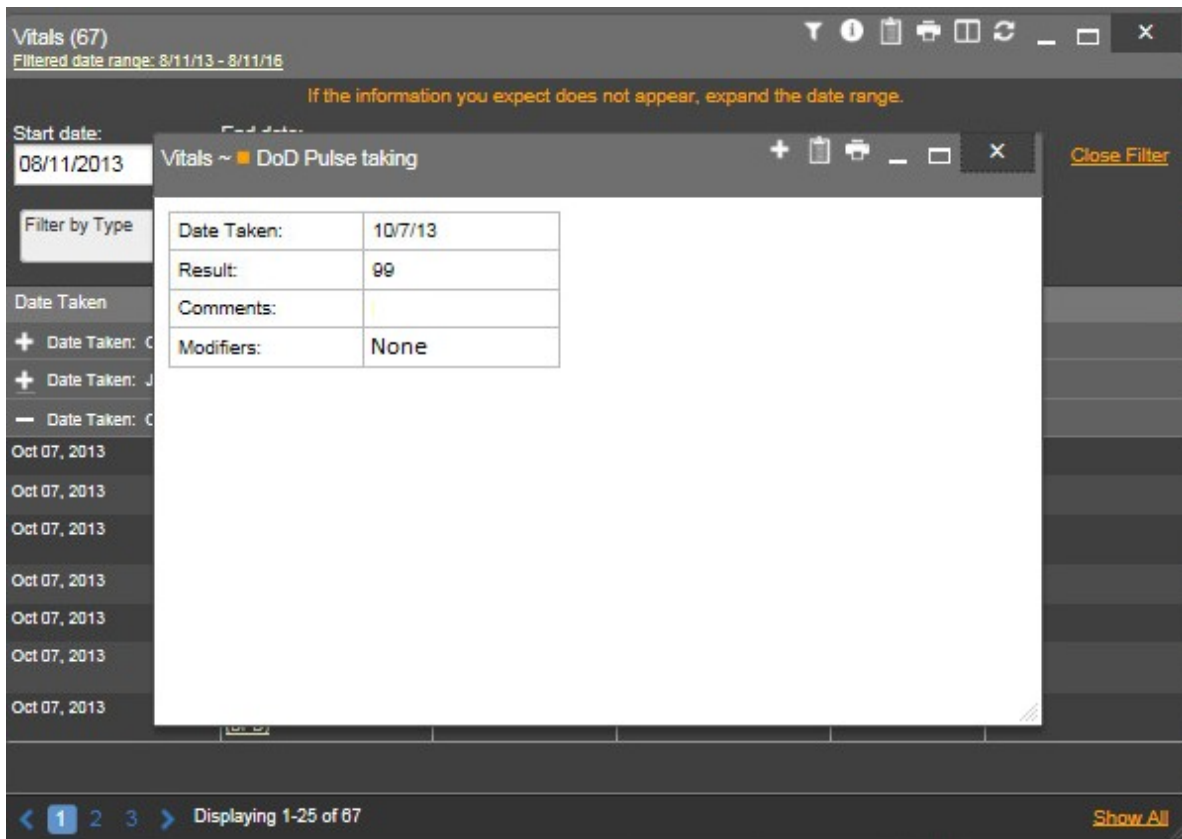 Vitals (67)
Filtered date range: 8/11/13 - 8/11/16
If the information you expect does not appear, expand the date range.
Start date:
End date:
08/11/2013
Close Filter
Vitals ~ DoD Pulse taking
Filter by Type
Date Taken: 10/7/13
Result: 99
Comments:
Modifiers: None
Date Taken
Date Taken:
Date Taken: J
Date Taken:
Oct 07, 2013
Oct 07, 2013
Oct 07, 2013
Oct 07, 2013
Oct 07, 2013
Oct 07, 2013
Oct 07, 2013
1 2 3 Displaying 1-25 of 67
Show All